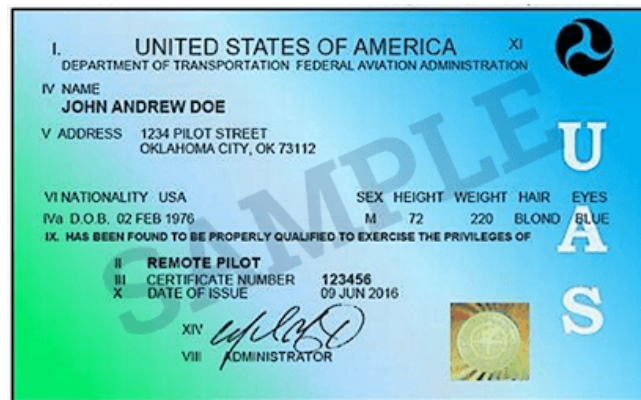 I. UNITED STATES OF AMERICA XI
DEPARTMENT OF TRANSPORTATION FEDERAL AVIATION ADMINISTRATION
IV NAME
JOHN ANDREW DOE
V ADDRESS 1234 PILOT STREET
OKLAHOMA CITY, OK 73112
VI NATIONALITY USA SEX HEIGHT WEIGHT HAIR EYES
IVa D.O.B. 02 FEB 1976 M 72 220 BLOND BLUE
IX. HAS BEEN FOUND TO BE PROPERLY QUALIFIED TO EXERCISE THE PRIVILEGES OF
II REMOTE PILOT
III CERTIFICATE NUMBER 123456
X DATE OF ISSUE 09 JUN 2016
XIV
VIII ADMINISTRATOR
UAS
SAMPLE